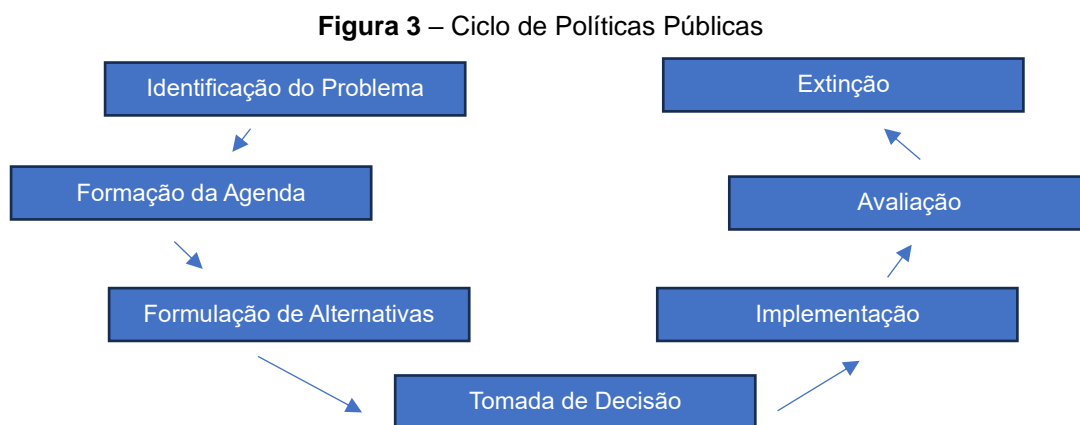 Figura 3 – Ciclo de Políticas Públicas
Identificação do Problema
Extinção
Formação da Agenda
Avaliação
Formulação de Alternativas
Implementação
Tomada de Decisão